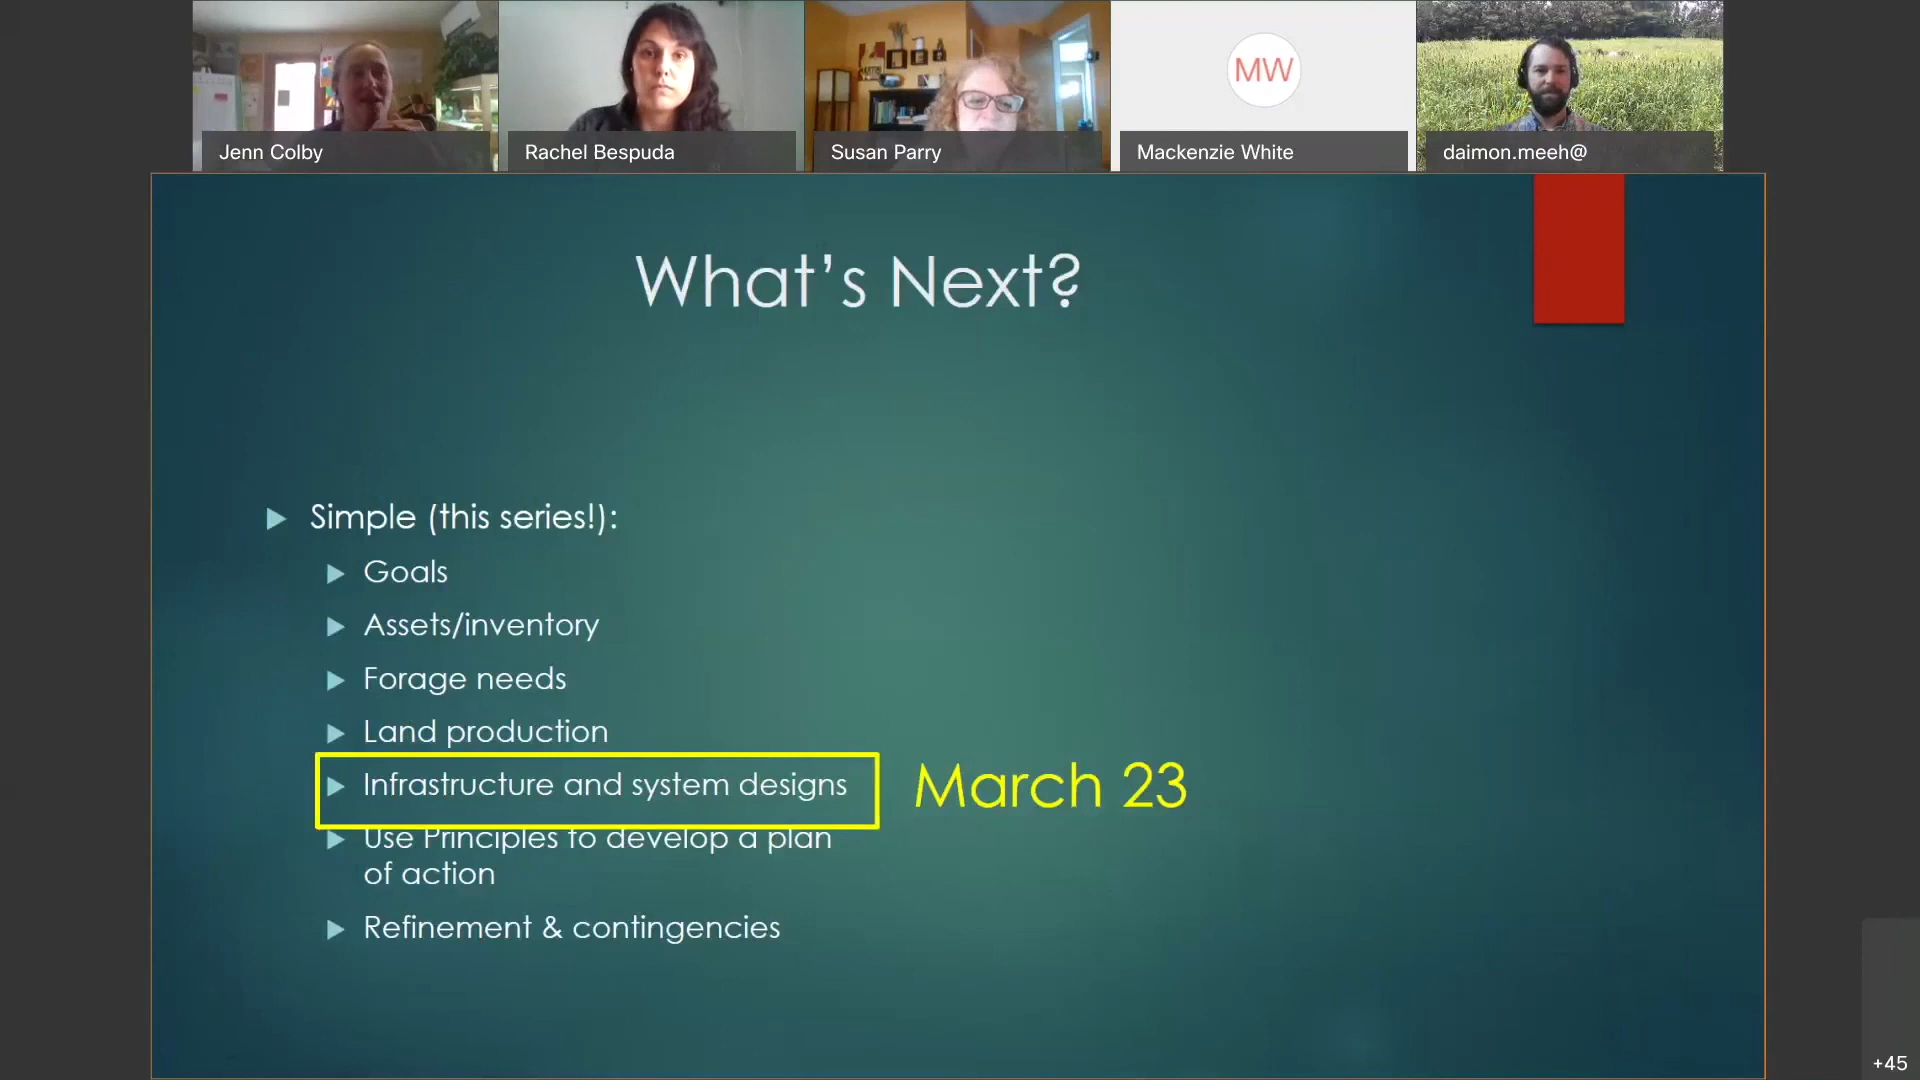 MW
Jenn Colby
Rachel Bespuda
Susan Parry
Mackenzie White
daimon.meeh@
What's Next?
Simple (this series!):
Goals
Assets/inventory
Forage needs
Land production
Infrastructure and system designs
March 23
Use Principles to develop a plan
of action
Refinement & contingencies
+45